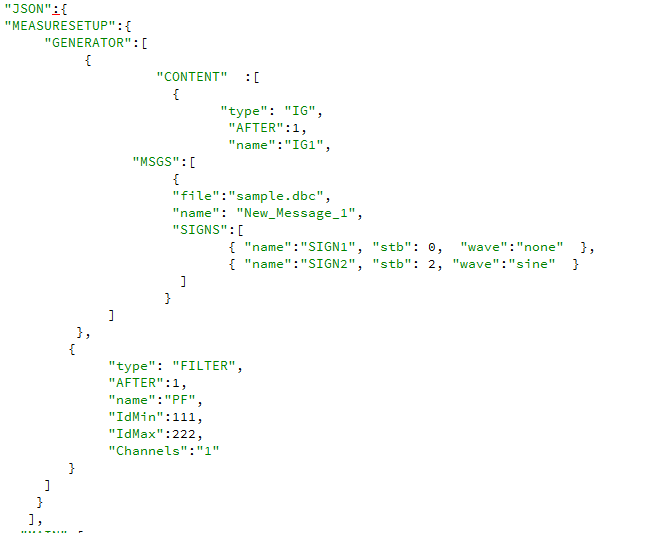 "JSON":{
"MEASURESETUP":{
"GENERATOR":[
{
"CONTENT" :[
{
"type": "IG",
"AFTER":1,
"name":"IG1",
"MSGS":[
{
"file":"sample.dbc",
"name": "New_Message_1",
"SIGNS":[
{ "name":"SIGN1", "stb": 0, "wave":"none" },
{ "name":"SIGN2", "stb": 2, "wave":"sine" }
]
}
]
},
{
"type": "FILTER",
"AFTER":1,
"name":"PF",
"IdMin":111,
"IdMax":222,
"Channels":"1"
}
]
}
],
"MAIN":[